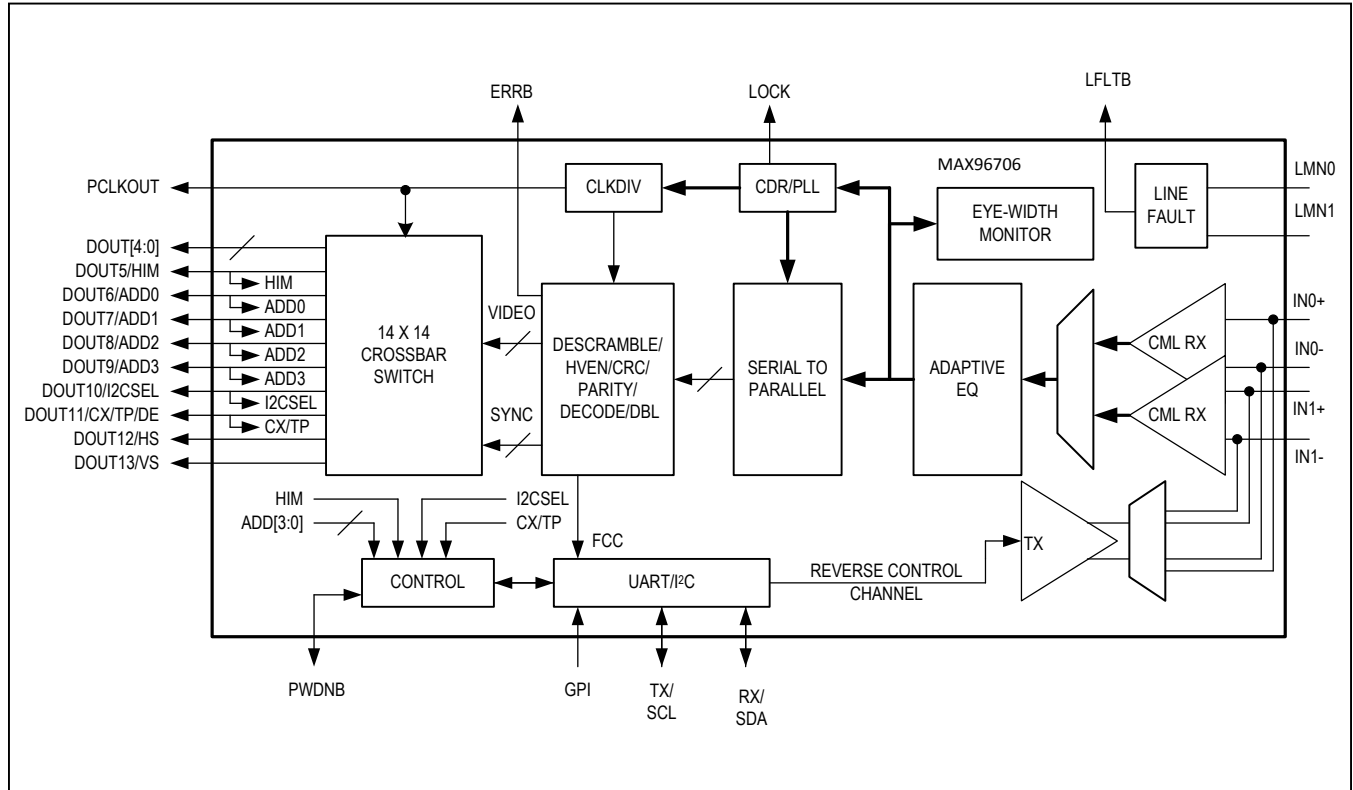 ERRB
LOCK
LFLTB
MAX96706
PCLKOUT
CLKDIV
CDR/PLL
EYE-WIDTH
MONITOR
LINE
FAULT
LMN0
LMN1
DOUT[4:0]
DOUT5/HIM
HIM
DOUT6/ADD0
ADD0
DOUT7/ADD1
ADD1
DOUT8/ADD2
ADD2
DOUT9/ADD3
ADD3
DOUT10/I2CSEL
I2CSEL
DOUT11/CX/TP/DE
CX/TP
DOUT12/HS
DOUT13/VS
14 X 14
CROSSBAR
SWITCH
VIDEO
SYNC
DESCRAMBLE/
HVEN/CRC/
PARITY/
DECODE/DBL
SERIAL TO
PARALLEL
ADAPTIVE
EQ
CML RX
CML RX
IN0+
IN0-
IN1+
IN1-
HIM
ADD[3:0]
I2CSEL
CX/TP
FCC
CONTROL
UART/I²C
REVERSE CONTROL
CHANNEL
TX
PWDNB
GPI
TX/
SCL
RX/
SDA